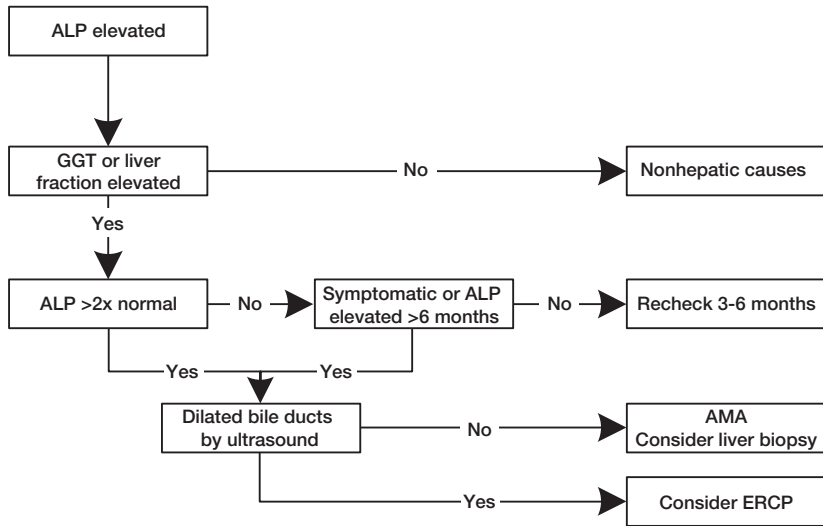 ALP elevated
GGT or liver
fraction elevated
No
Nonhepatic causes
Yes
ALP >2x normal
No
Symptomatic or ALP
elevated >6 months
No
Recheck 3-6 months
Yes
Yes
Dilated bile ducts
by ultrasound
No
AMA
Consider liver biopsy
Yes
Consider ERCP